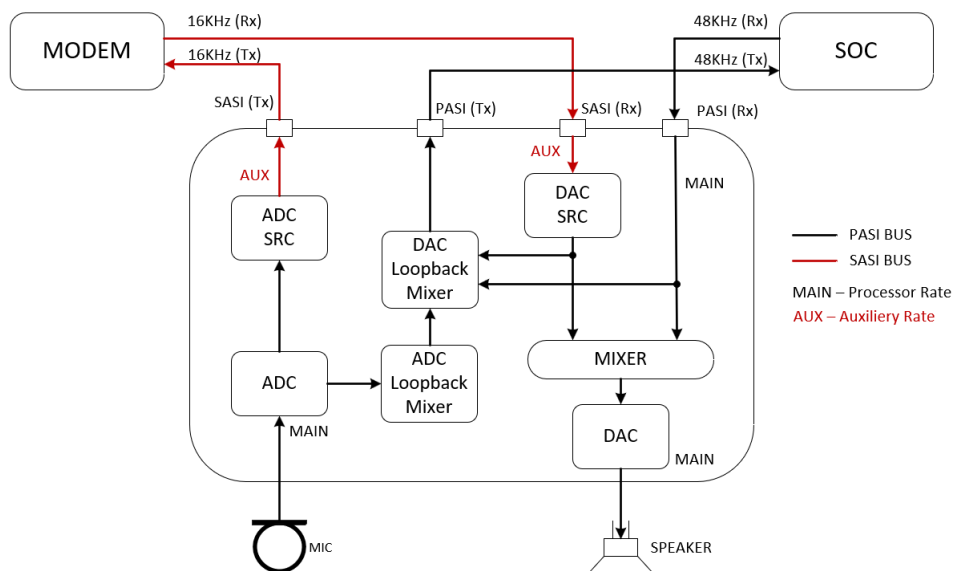 16KHz (Rx)
48KHz (Rx)
MODEM
SOC
16KHz (Tx)
48KHz (Tx)
SASI (Tx)
PASI (Tx)
SASI (Rx)
PASI (Rx)
AUX
AUX
MAIN
ADC
SRC
DAC
SRC
DAC
Loopback
Mixer
PASI BUS
SASI BUS
MAIN – Processor Rate
AUX – Auxiliery Rate
ADC
ADC
Loopback
Mixer
MIXER
MAIN
DAC
MAIN
MIC
SPEAKER